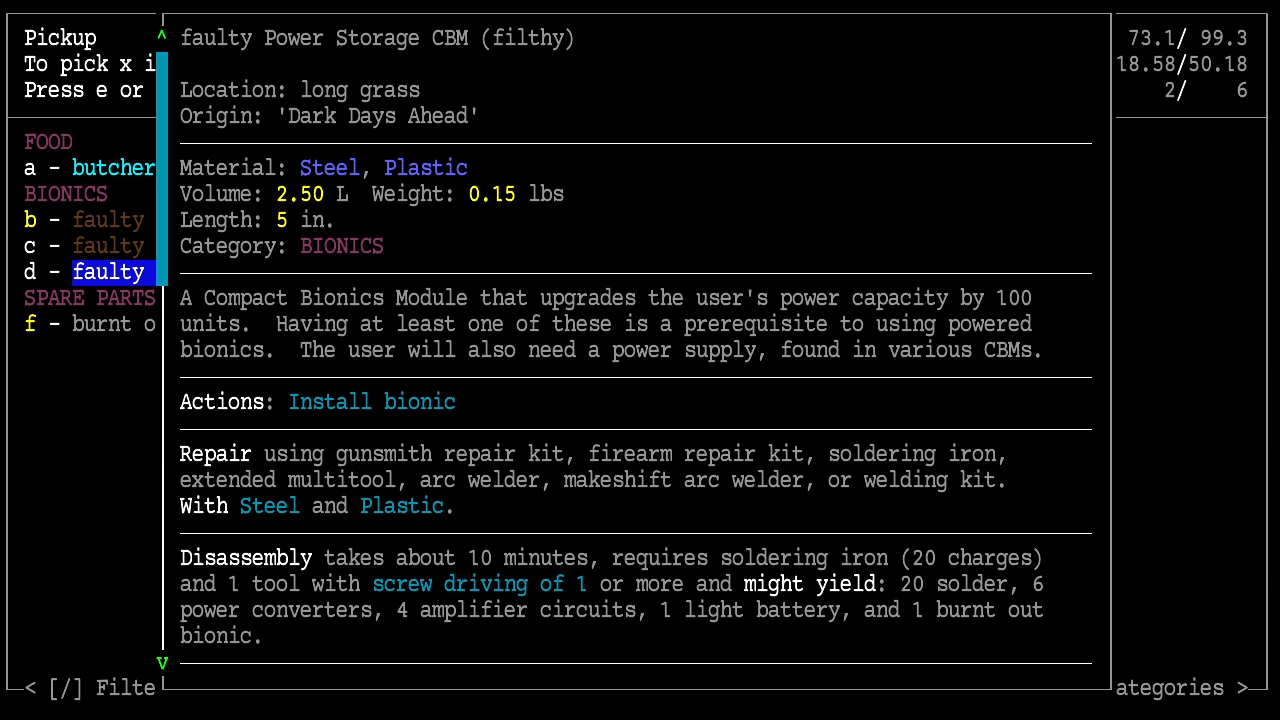 Pickup
To pick x i
Press e or
FOOD
a - butcher
BIONICS
b - faulty
c - faulty
d - faulty
SPARE PARTS
f - burnt o
< [/] Filte
^
faulty Power Storage CBM (filthy)
Location: long grass
Origin: 'Dark Days Ahead'
Material: Steel, Plastic
Volume: 2.50 L  Weight: 0.15 lbs
Length: 5 in.
Category: BIONICS
A Compact Bionics Module that upgrades the user's power capacity by 100
units.  Having at least one of these is a prerequisite to using powered
bionics.  The user will also need a power supply, found in various CBMs.
Actions: Install bionic
Repair using gunsmith repair kit, firearm repair kit, soldering iron,
extended multitool, arc welder, makeshift arc welder, or welding kit.
With Steel and Plastic.
Disassembly takes about 10 minutes, requires soldering iron (20 charges)
and 1 tool with screw driving of 1 or more and might yield: 20 solder, 6
power converters, 4 amplifier circuits, 1 light battery, and 1 burnt out
bionic.
v
73.1/ 99.3
18.58/50.18
2/ 6
ategories >